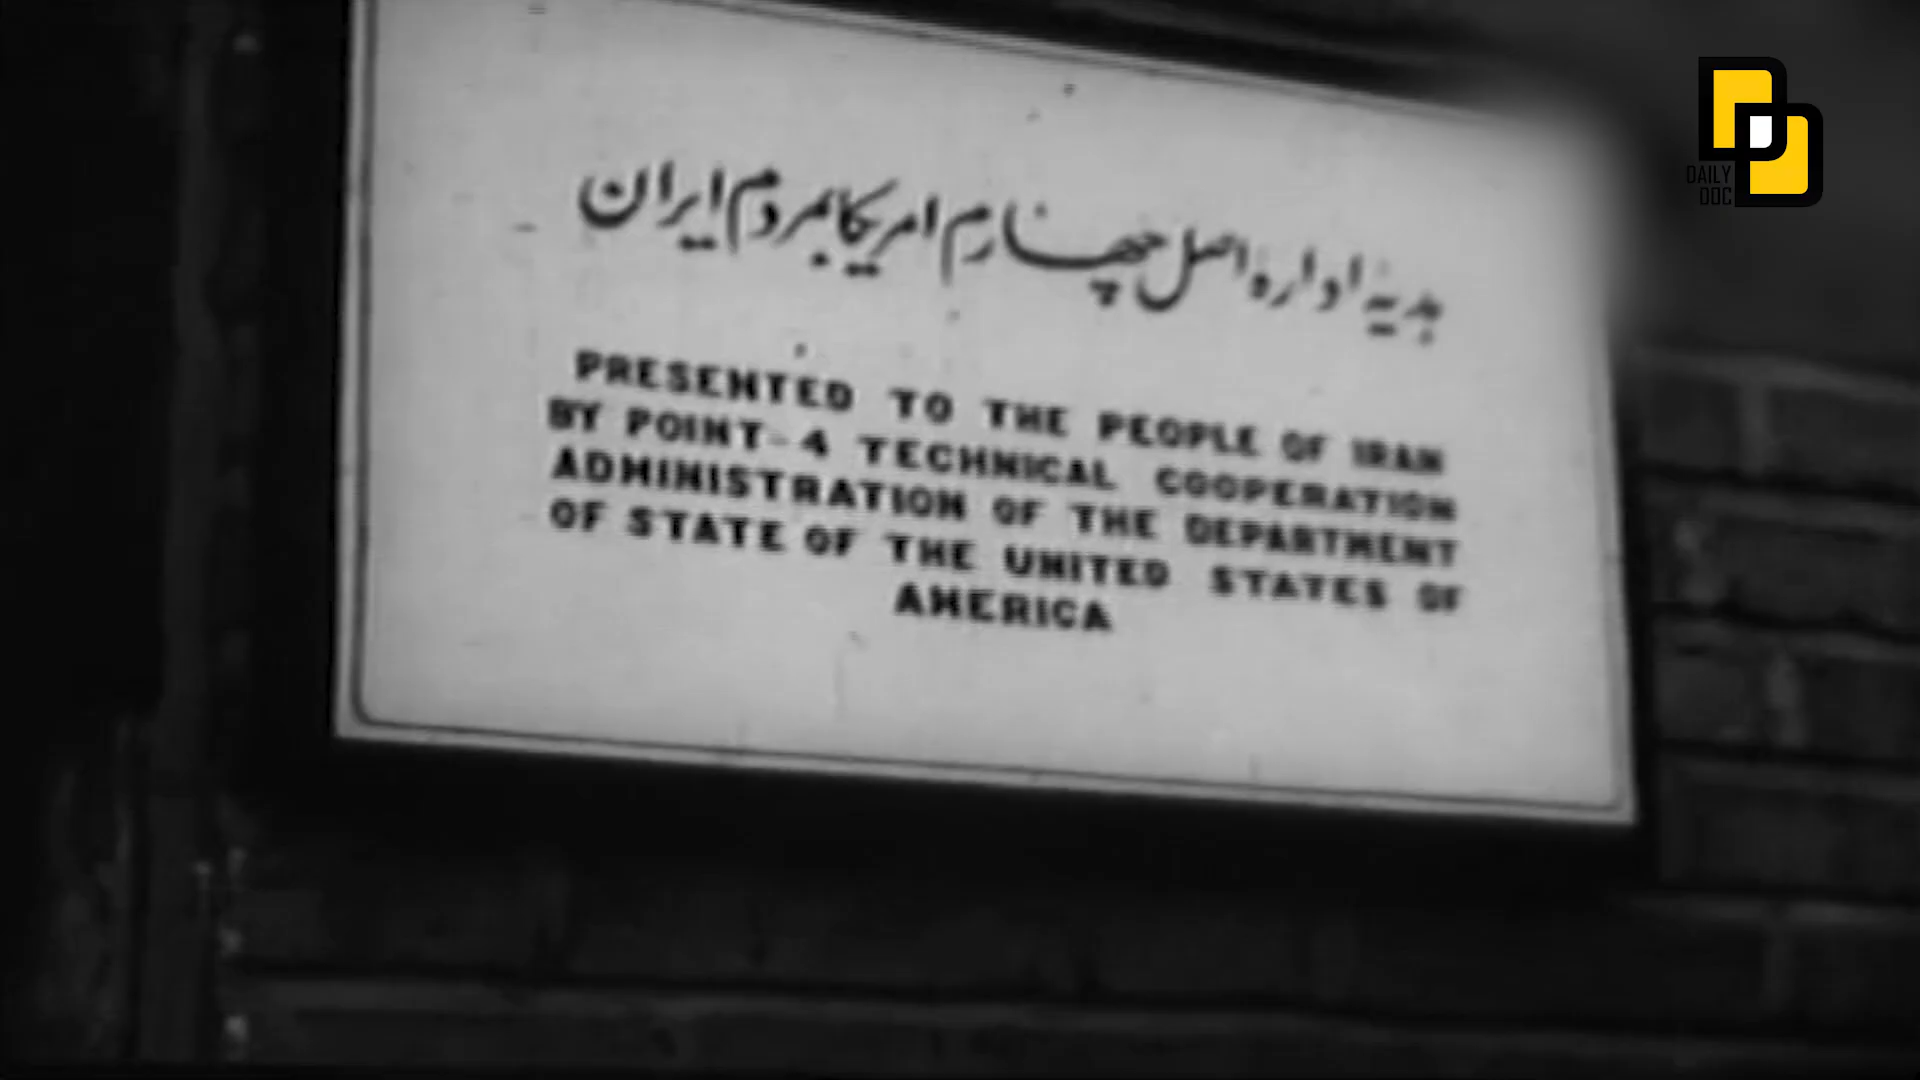 هدیه اداره اصل چهارم امریکا بمردم ایران
PRESENTED TO THE PEOPLE OF IRAN
BY POINT-4 TECHNICAL COOPERATION
ADMINISTRATION OF THE DEPARTMENT
OF STATE OF THE UNITED STATES OF
AMERICA
DAILY
DOC